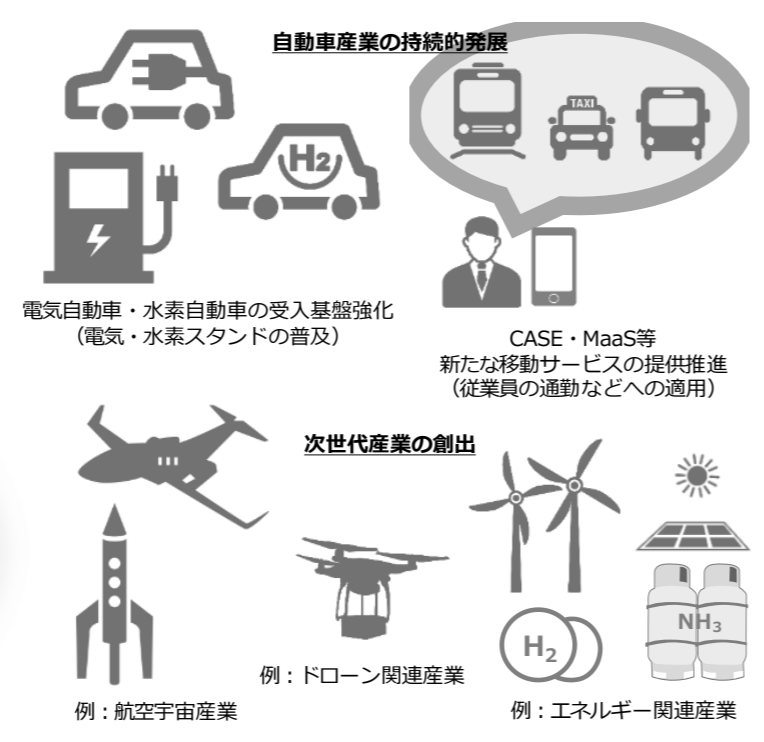 自動車産業の持続的発展
TAXI
H2
電気自動車・水素自動車の受入基盤強化
（電気・水素スタンドの普及）
CASE・MaaS等
新たな移動サービスの提供推進
（従業員の通勤などへの適用）
次世代産業の創出
NH₃
H₂
例：ドローン関連産業
例：航空宇宙産業
例：エネルギー関連産業